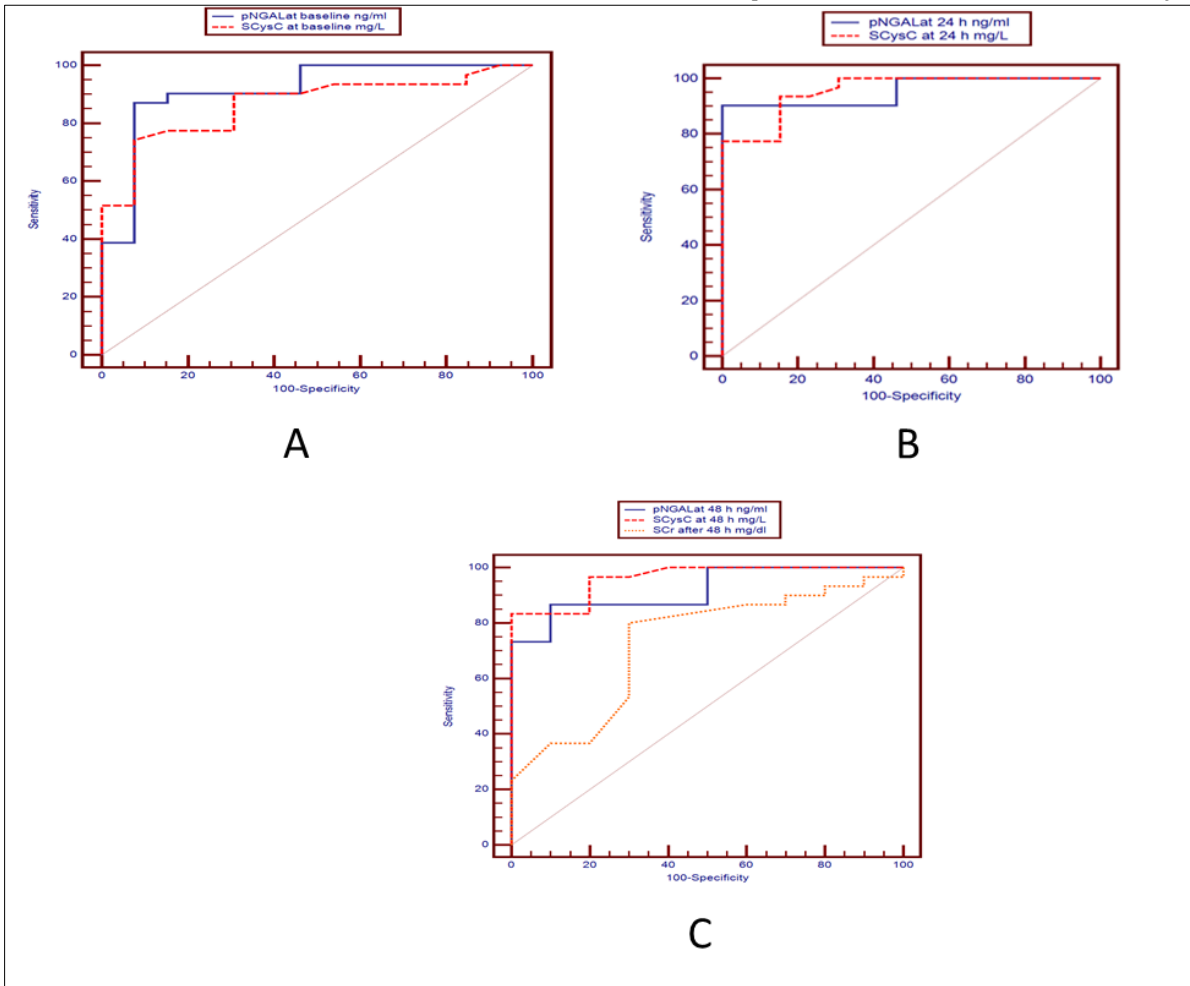 pNGALat baseline ng/ml
SCysC at baseline mg/L
100
80
60
40
20
0
Sensitivity
0 20 40 60 80 100
100-Specificity
A
pNGALat 24 h ng/ml
SCysC at 24 h mg/L
100
80
60
40
20
0
Sensitivity
0 20 40 60 80 100
100-Specificity
B
pNGALat 48 h ng/ml
SCysC at 48 h mg/L
SCr after 48 h mg/dl
100
80
60
40
20
0
Sensitivity
0 20 40 60 80 100
100-Specificity
C